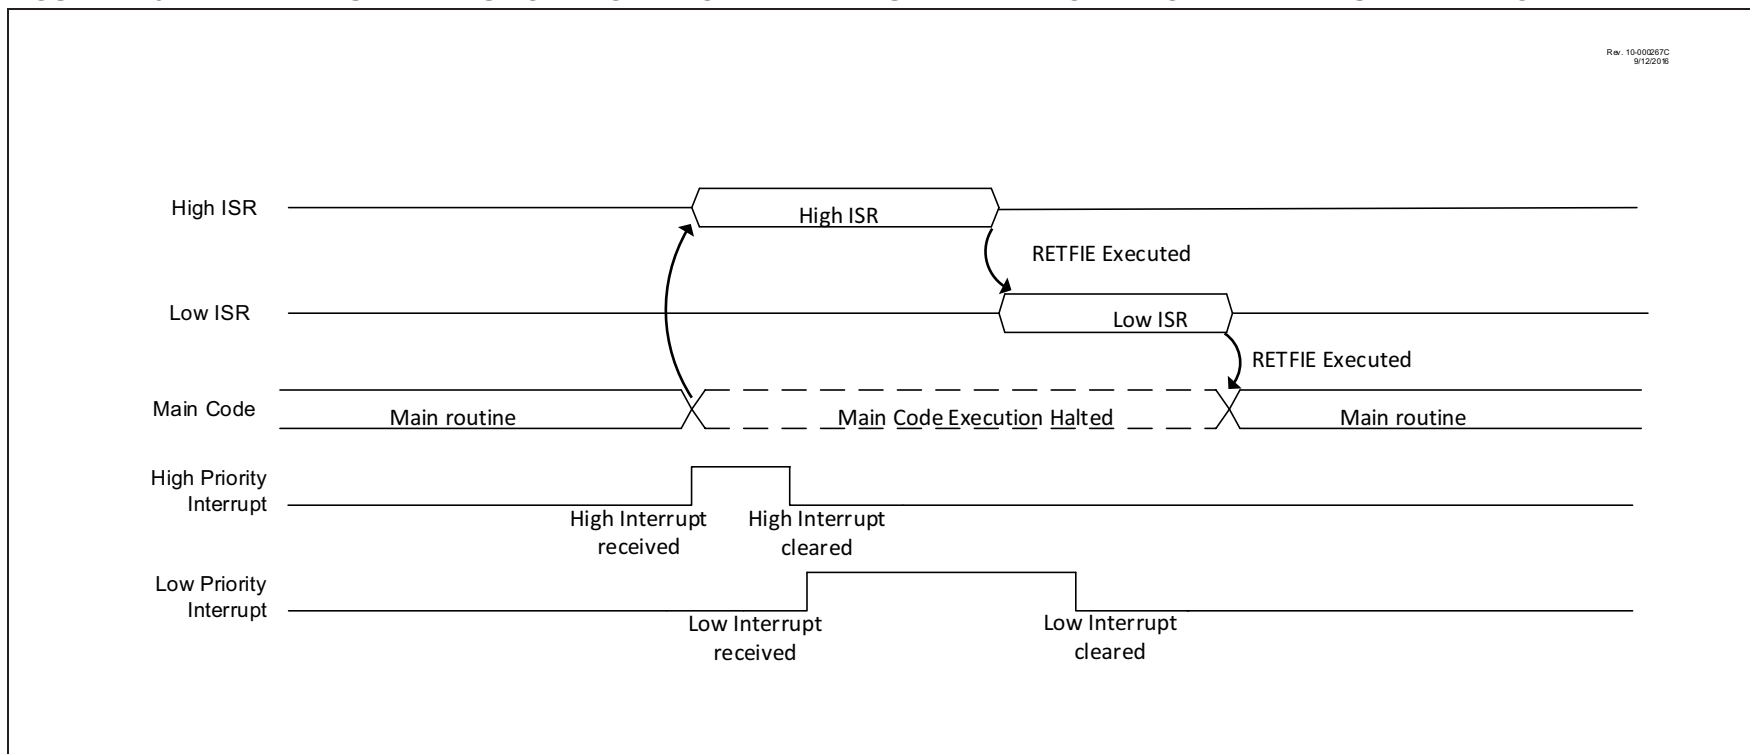 Rev. 10-000267C
9/12/2016
High ISR
High ISR
RETFIE Executed
Low ISR
Low ISR
RETFIE Executed
Main Code
Main routine
Main Code Execution Halted
Main routine
High Priority
Interrupt
High Interrupt
received
High Interrupt
cleared
Low Priority
Interrupt
Low Interrupt
received
Low Interrupt
cleared